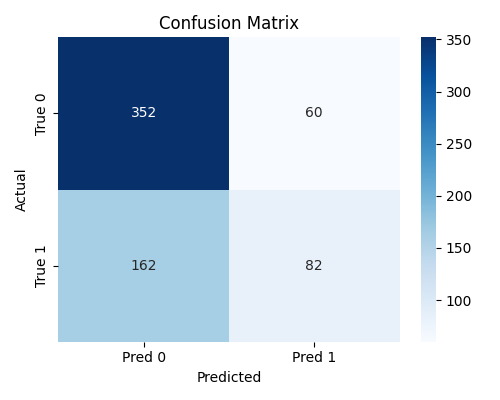 Confusion Matrix
Actual
True 0
352
60
True 1
162
82
Pred 0
Pred 1
Predicted
350
300
250
200
150
100